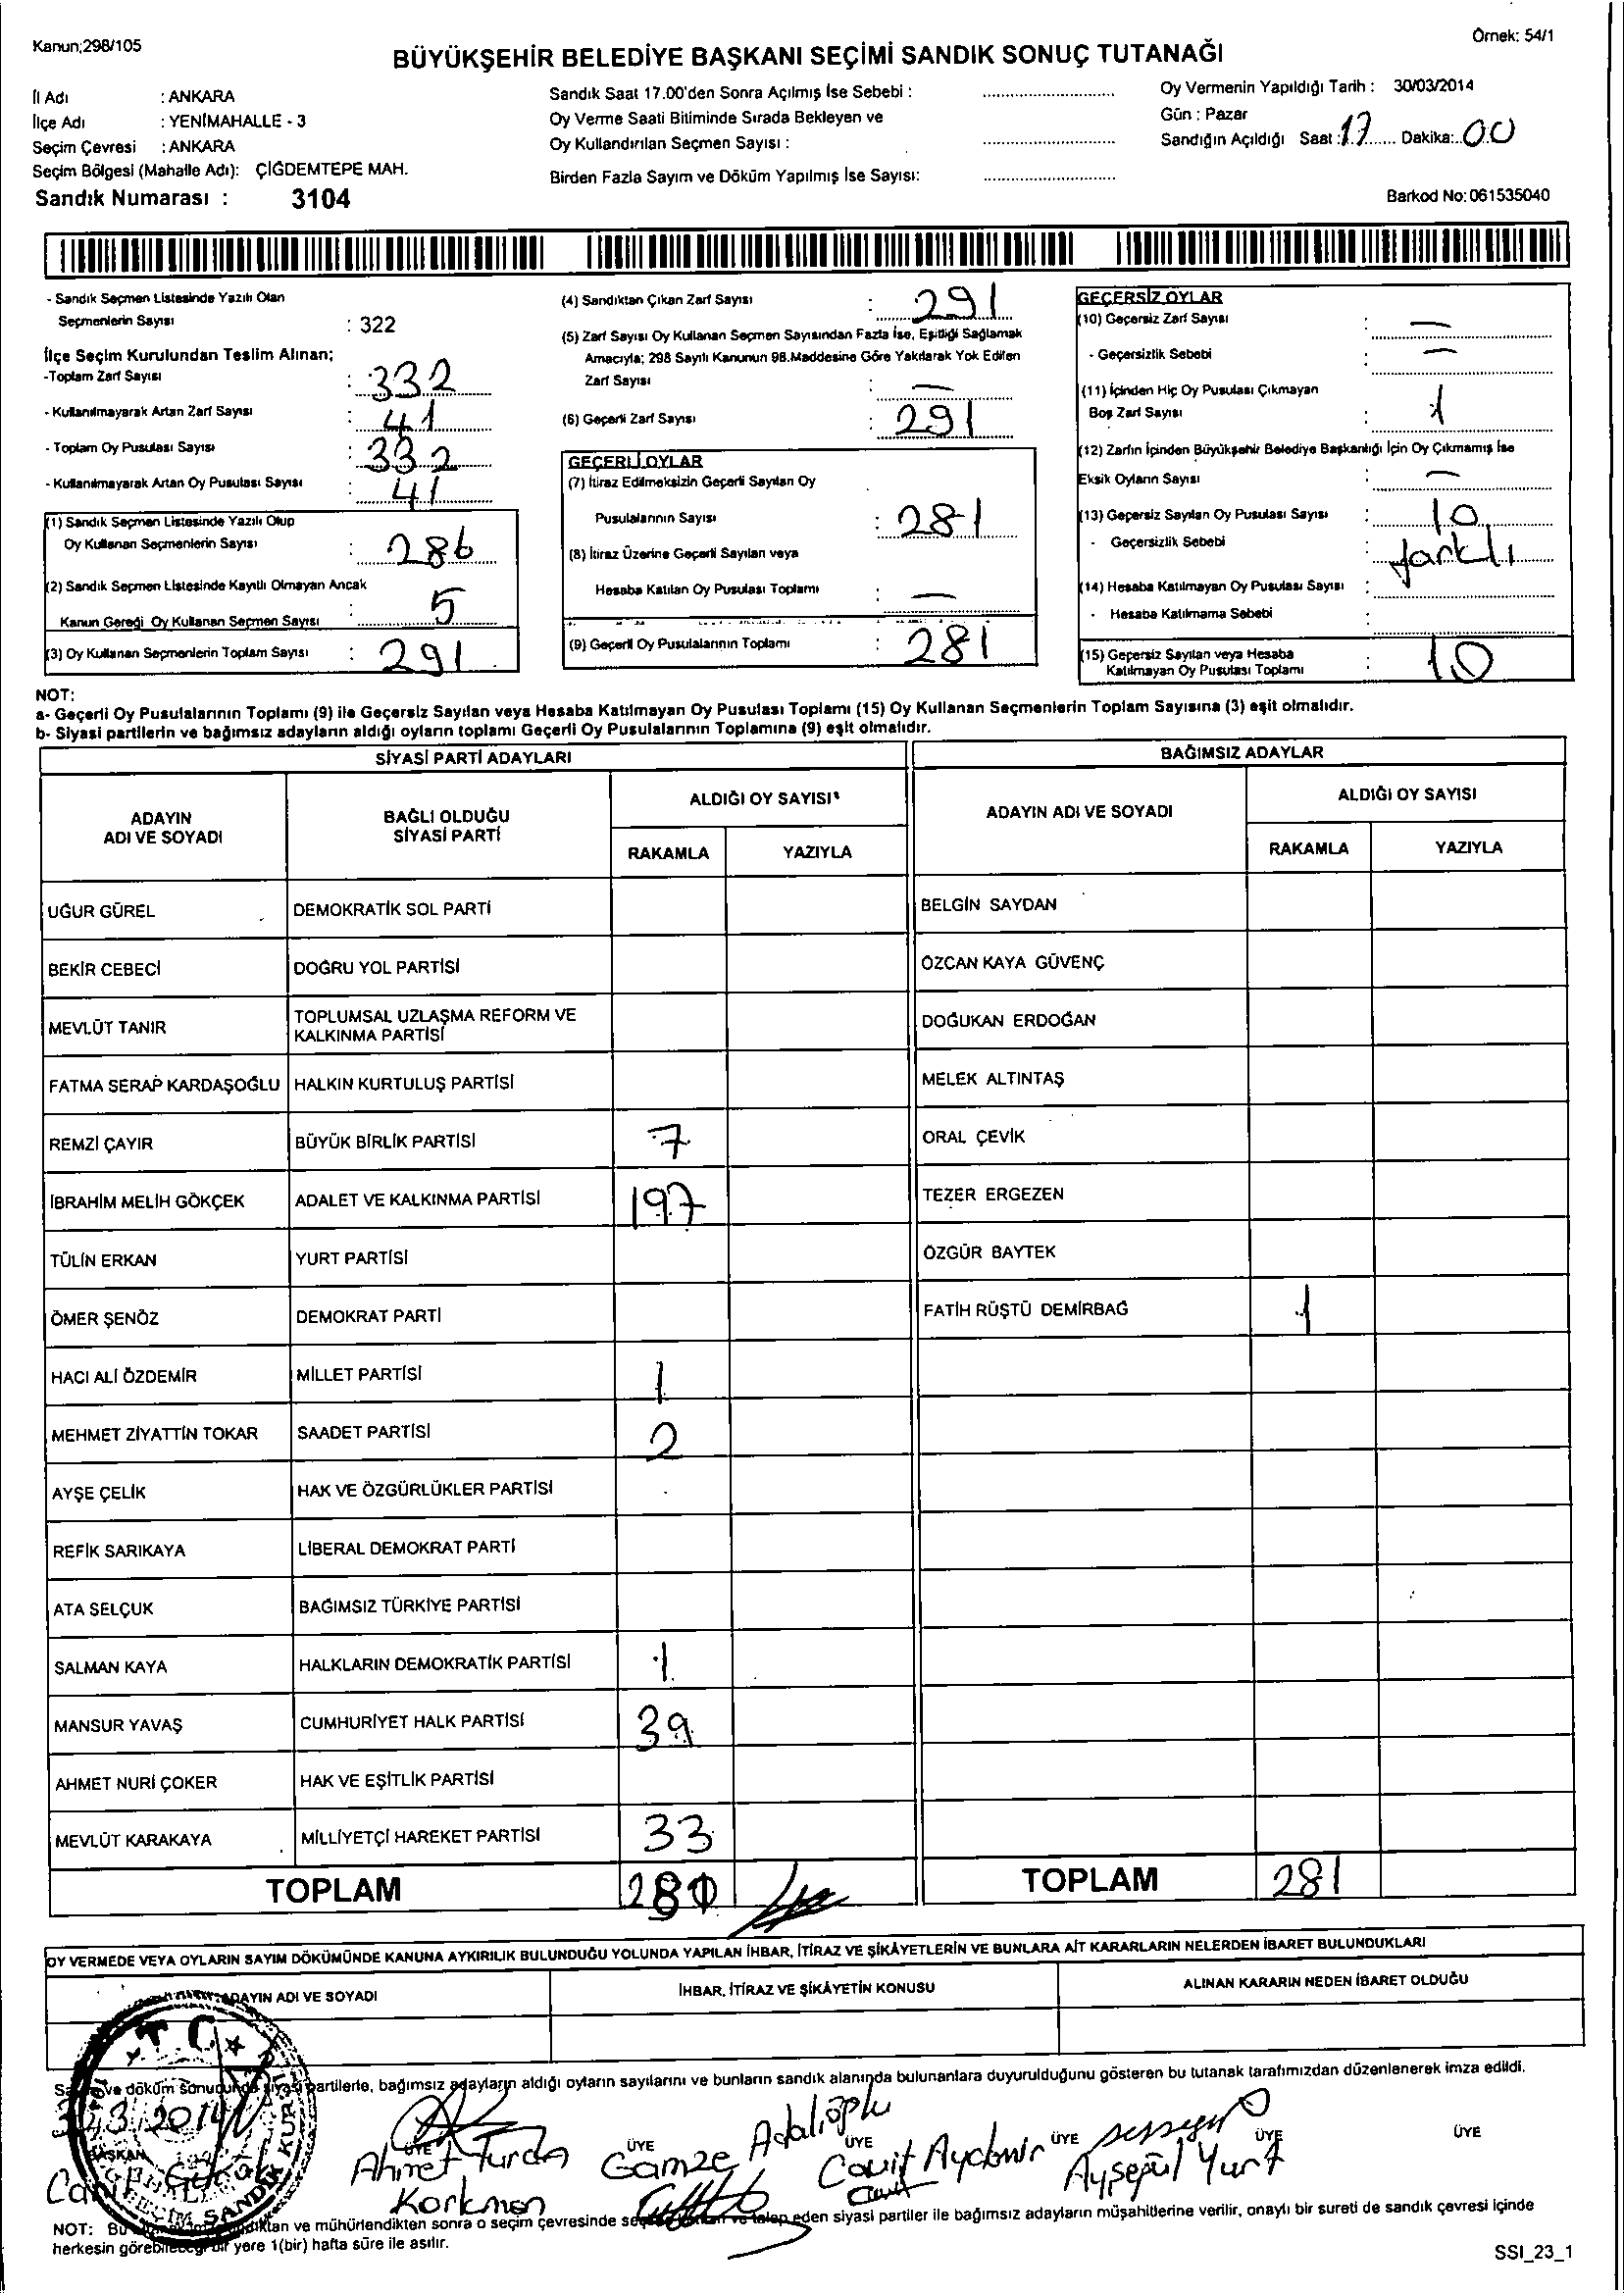 Kanun;298/105
Örnek: 54/1
BÜYÜKŞEHİR BELEDİYE BAŞKANI SEÇİMİ SANDIK SONUÇ TUTANAĞI
İl Adı : ANKARA
İlçe Adı : YENİMAHALLE - 3
Seçim Çevresi : ANKARA
Seçim Bölgesi (Mahalle Adı): ÇİĞDEMTEPE MAH.
Sandık Numarası : 3104
Sandık Saat 17.00'den Sonra Açılmış İse Sebebi :
Oy Verme Saati Bitiminde Sırada Bekleyen ve
Oy Kullandırılan Seçmen Sayısı :
Birden Fazla Sayım ve Döküm Yapılmış İse Sayısı:
Oy Vermenin Yapıldığı Tarih : 30/03/2014
Gün : Pazar
Sandığın Açıldığı Saat : 17 Dakika: 00
Barkod No: 061535040
- Sandık Seçmen Listesinde Yazılı Olan
Seçmenlerin Sayısı : 322
İlçe Seçim Kurulundan Teslim Alınan;
-Toplam Zarf Sayısı : 332
- Kullanılmayarak Artan Zarf Sayısı : 41
- Toplam Oy Pusulası Sayısı : 332
- Kullanılmayarak Artan Oy Pusulası Sayısı : 41
(1) Sandık Seçmen Listesinde Yazılı Olup
Oy Kullanan Seçmenlerin Sayısı : 286
(2) Sandık Seçmen Listesinde Kayıtlı Olmayan Ancak
Kanun Gereği Oy Kullanan Seçmen Sayısı : 5
(3) Oy Kullanan Seçmenlerin Toplam Sayısı : 291
(4) Sandıktan Çıkan Zarf Sayısı : 291
(5) Zarf Sayısı Oy Kullanan Seçmen Sayısından Fazla İse, Eşitliği Sağlamak
Amacıyla; 298 Sayılı Kanunun 98.Maddesine Göre Yakılarak Yok Edilen
Zarf Sayısı : —
(6) Geçerli Zarf Sayısı : 291
GEÇERLİ OYLAR
(7) İtiraz Edilmeksizin Geçerli Sayılan Oy
Pusulalarının Sayısı : 281
(8) İtiraz Üzerine Geçerli Sayılan veya
Hesaba Katılan Oy Pusulası Toplamı : —
(9) Geçerli Oy Pusulalarının Toplamı : 281
GEÇERSİZ OYLAR
(10) Geçersiz Zarf Sayısı : —
- Geçersizlik Sebebi : —
(11) İçinden Hiç Oy Pusulası Çıkmayan
Boş Zarf Sayısı : 1
(12) Zarfın İçinden Büyükşehir Belediye Başkanlığı İçin Oy Çıkmamış İse
Eksik Oyların Sayısı : —
(13) Geçersiz Sayılan Oy Pusulası Sayısı : 10
- Geçersizlik Sebebi : farklı
(14) Hesaba Katılmayan Oy Pusulası Sayısı :
- Hesaba Katılmama Sebebi :
(15) Geçersiz Sayılan veya Hesaba
Katılmayan Oy Pusulası Toplamı : 10
NOT:
a- Geçerli Oy Pusulalarının Toplamı (9) ile Geçersiz Sayılan veya Hesaba Katılmayan Oy Pusulası Toplamı (15) Oy Kullanan Seçmenlerin Toplam Sayısına (3) eşit olmalıdır.
b- Siyasi partilerin ve bağımsız adayların aldığı oyların toplamı Geçerli Oy Pusulalarının Toplamına (9) eşit olmalıdır.
SİYASİ PARTİ ADAYLARI
BAĞIMSIZ ADAYLAR
ADAYIN
ADI VE SOYADI
BAĞLI OLDUĞU
SİYASİ PARTİ
ALDIĞI OY SAYISI
RAKAMLA YAZIYLA
ADAYIN ADI VE SOYADI
ALDIĞI OY SAYISI
RAKAMLA YAZIYLA
UĞUR GÜREL DEMOKRATİK SOL PARTİ BELGİN SAYDAN
BEKİR CEBECİ DOĞRU YOL PARTİSİ ÖZCAN KAYA GÜVENÇ
MEVLÜT TANIR TOPLUMSAL UZLAŞMA REFORM VE
KALKINMA PARTİSİ
DOĞUKAN ERDOĞAN
FATMA SERAP KARDAŞOĞLU HALKIN KURTULUŞ PARTİSİ MELEK ALTINTAŞ
REMZİ ÇAYIR BÜYÜK BİRLİK PARTİSİ 7 ORAL ÇEVİK
İBRAHİM MELİH GÖKÇEK ADALET VE KALKINMA PARTİSİ 197 TEZER ERGEZEN
TÜLİN ERKAN YURT PARTİSİ ÖZGÜR BAYTEK
ÖMER ŞENÖZ DEMOKRAT PARTİ FATİH RÜŞTÜ DEMİRBAĞ 1
HACI ALİ ÖZDEMİR MİLLET PARTİSİ 1
MEHMET ZİYATTİN TOKAR SAADET PARTİSİ 2
AYŞE ÇELİK HAK VE ÖZGÜRLÜKLER PARTİSİ
REFİK SARIKAYA LİBERAL DEMOKRAT PARTİ
ATA SELÇUK BAĞIMSIZ TÜRKİYE PARTİSİ
SALMAN KAYA HALKLARIN DEMOKRATİK PARTİSİ 1
MANSUR YAVAŞ CUMHURİYET HALK PARTİSİ 39
AHMET NURİ ÇOKER HAK VE EŞİTLİK PARTİSİ
MEVLÜT KARAKAYA MİLLİYETÇİ HAREKET PARTİSİ 33
TOPLAM TOPLAM 281
OY VERMEDE VEYA OYLARIN SAYIM DÖKÜMÜNDE KANUNA AYKIRILIK BULUNDUĞU YOLUNDA YAPILAN İHBAR, İTİRAZ VE ŞİKÂYETLERİN VE BUNLARA AİT KARARLARIN NELERDEN İBARET BULUNDUKLARI
ADAYIN ADI VE SOYADI İHBAR, İTİRAZ VE ŞİKÂYETİN KONUSU ALINAN KARARIN NEDEN İBARET OLDUĞU
T.C.
ve döküm sonucunda siyasi partilerle, bağımsız adayların aldığı oyların sayılarını ve bunların sandık alanında bulunanlara duyurulduğunu gösteren bu tutanak tarafımızdan düzenlenerek imza edildi.
BAŞKAN ÜYE ÜYE ÜYE ÜYE ÜYE ÜYE
Ahmet Turan Gamze Adalıoğlu Cavit Aydemir Ayşegül Yurt
Korkmen
NOT: ve mühürlendikten sonra o seçim çevresinde talep eden siyasi partiler ile bağımsız adayların müşahitlerine verilir, onaylı bir sureti de sandık çevresi içinde
herkesin görebileceği bir yere 1(bir) hafta süre ile asılır.
SSI_23_1